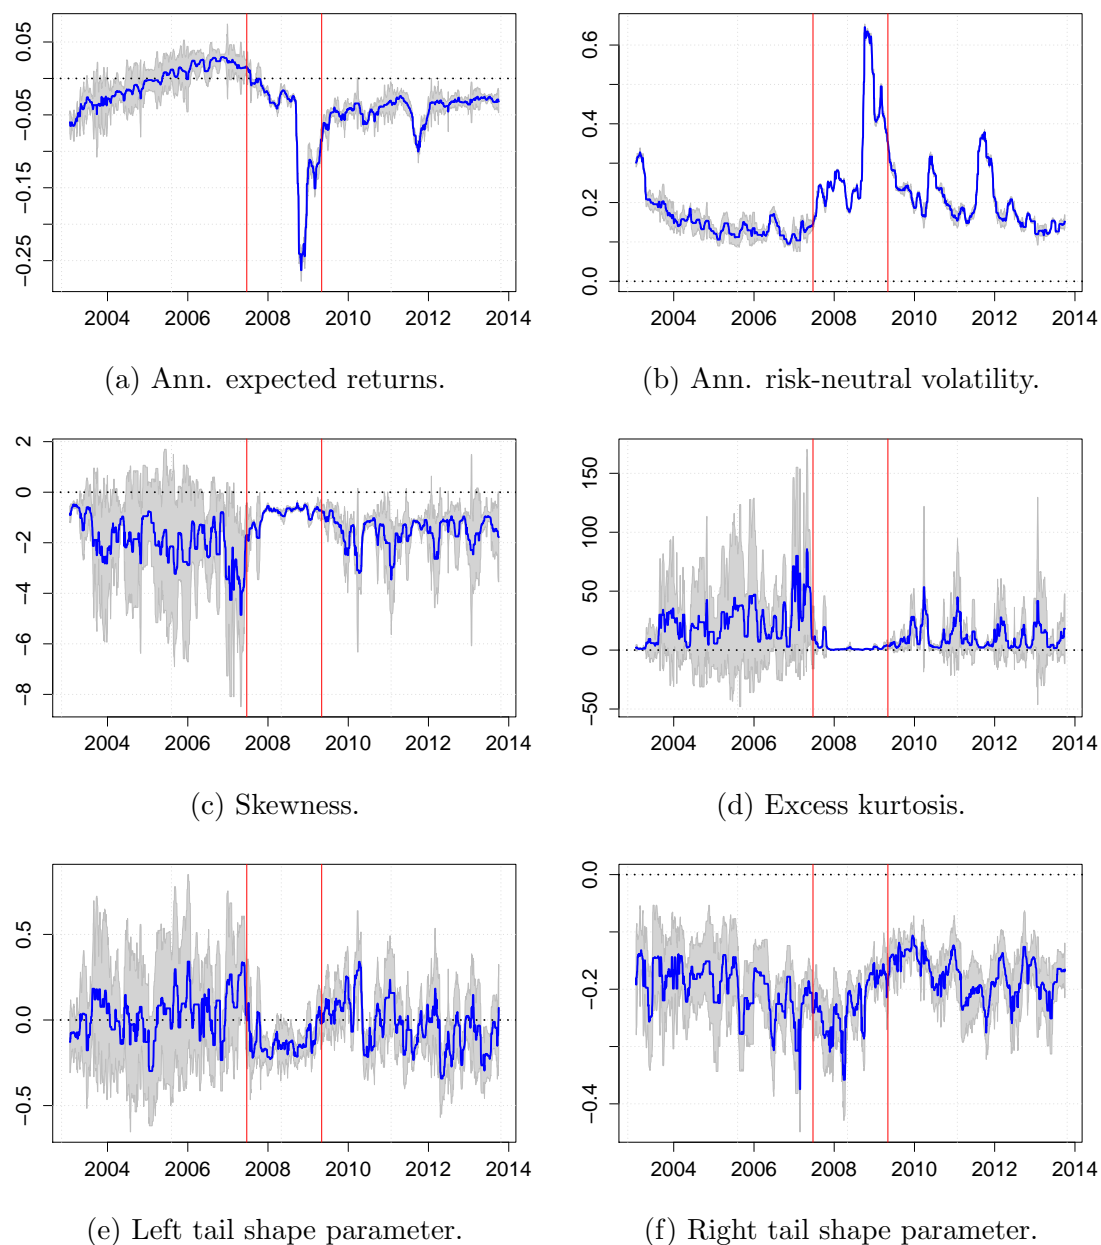 0.05
−0.05
−0.15
−0.25
2004 2006 2008 2010 2012 2014
(a) Ann. expected returns.
0.6
0.4
0.2
0.0
2004 2006 2008 2010 2012 2014
(b) Ann. risk-neutral volatility.
2
0
−2
−4
−6
−8
2004 2006 2008 2010 2012 2014
(c) Skewness.
150
100
50
0
−50
2004 2006 2008 2010 2012 2014
(d) Excess kurtosis.
0.5
0.0
−0.5
2004 2006 2008 2010 2012 2014
(e) Left tail shape parameter.
0.0
−0.2
−0.4
2004 2006 2008 2010 2012 2014
(f) Right tail shape parameter.